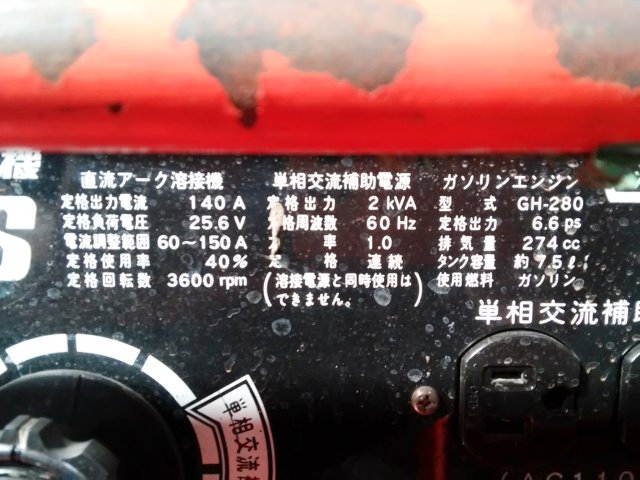 機
S
直流アーク溶接機
定格出力電流 140 A
定格負荷電圧 25.6 V
電流調整範囲 60～150 A
定格使用率 40 %
定格回転数 3600 rpm
単相交流補助電源
定格出力 2 kVA
定格周波数 60 Hz
力率 1.0
定格 連続
(溶接電源と同時使用は
できません。)
ガソリンエンジン
型式 GH-280
定格出力 6.6 ps
排気量 274 cc
タンク容量 約7.5ℓ
使用燃料 ガソリン
単相交流補助
単相交流